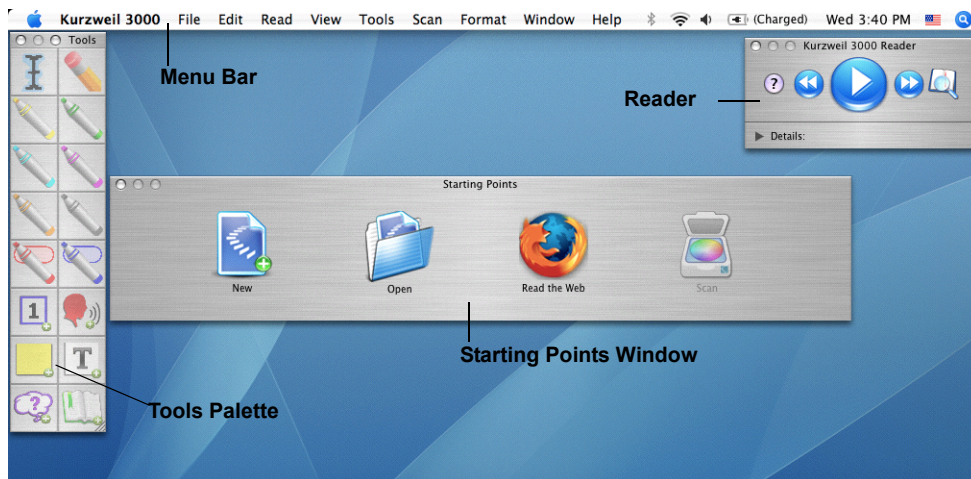 Kurzweil 3000 File Edit Read View Tools Scan Format Window Help (Charged) Wed 3:40 PM
Tools
Kurzweil 3000 Reader
Menu Bar
?
Reader
Details:
Starting Points
New
Open
Read the Web
Scan
1
Starting Points Window
T
Tools Palette
?